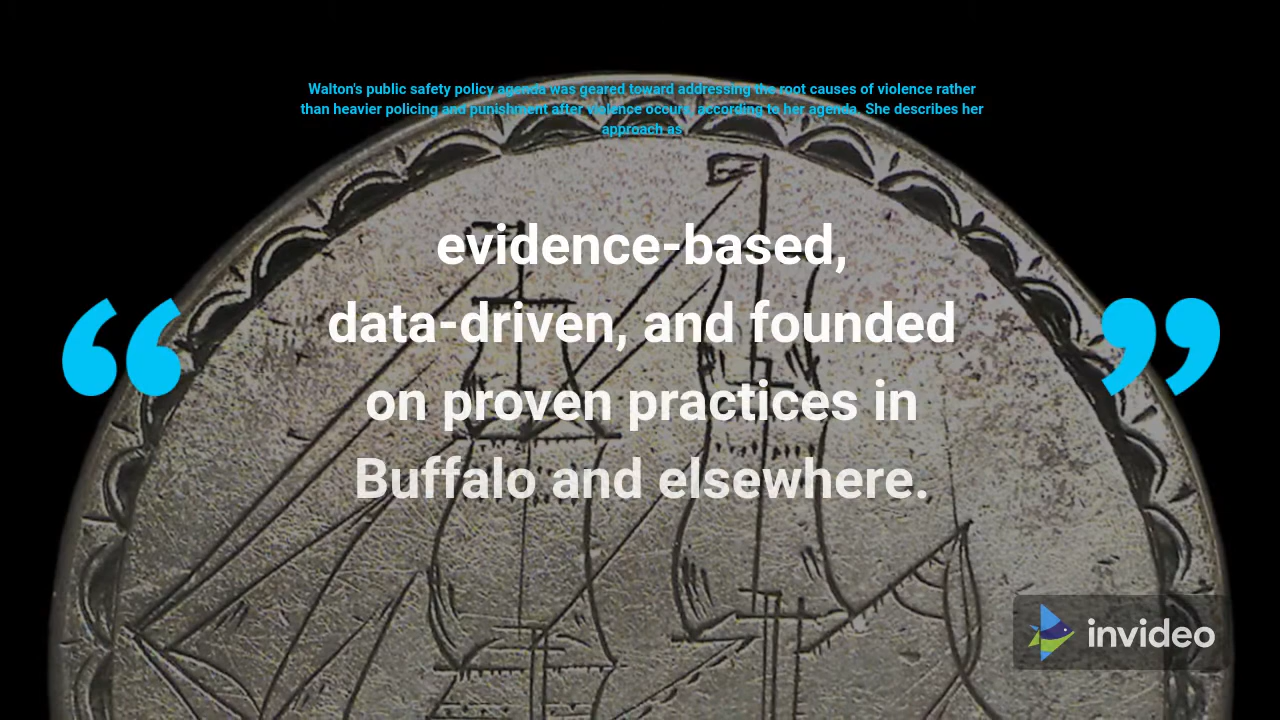 Walton's public safety policy agenda was geared toward addressing the root causes of violence rather
than heavier policing and punishment after violence occurs, according to her agenda. She describes her
approach as
“ ”
evidence-based,
data-driven, and founded
on proven practices in
Buffalo and elsewhere.
invideo